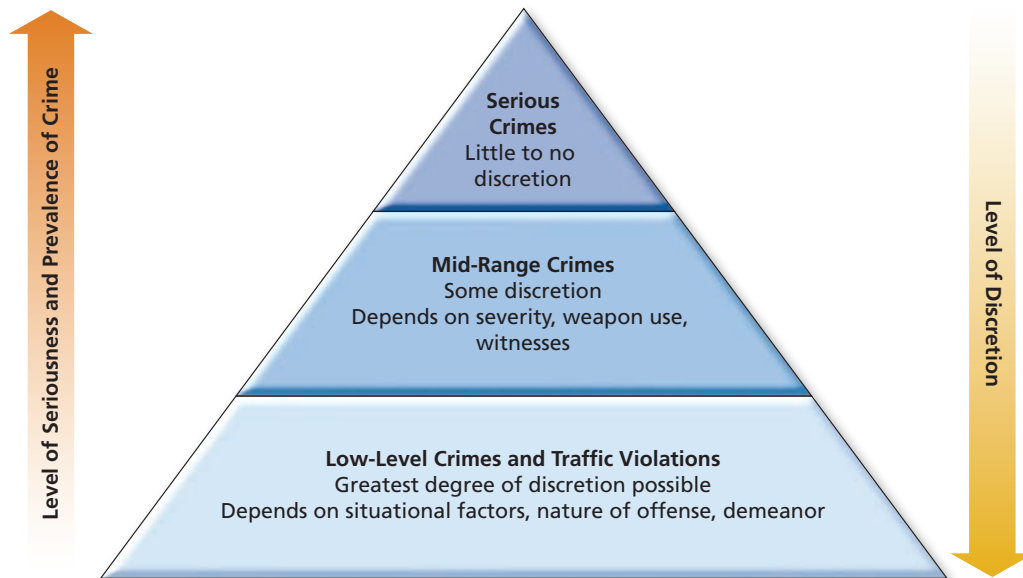 Level of Seriousness and Prevalence of Crime
Serious
Crimes
Little to no
discretion
Mid-Range Crimes
Some discretion
Depends on severity, weapon use,
witnesses
Low-Level Crimes and Traffic Violations
Greatest degree of discretion possible
Depends on situational factors, nature of offense, demeanor
Level of Discretion